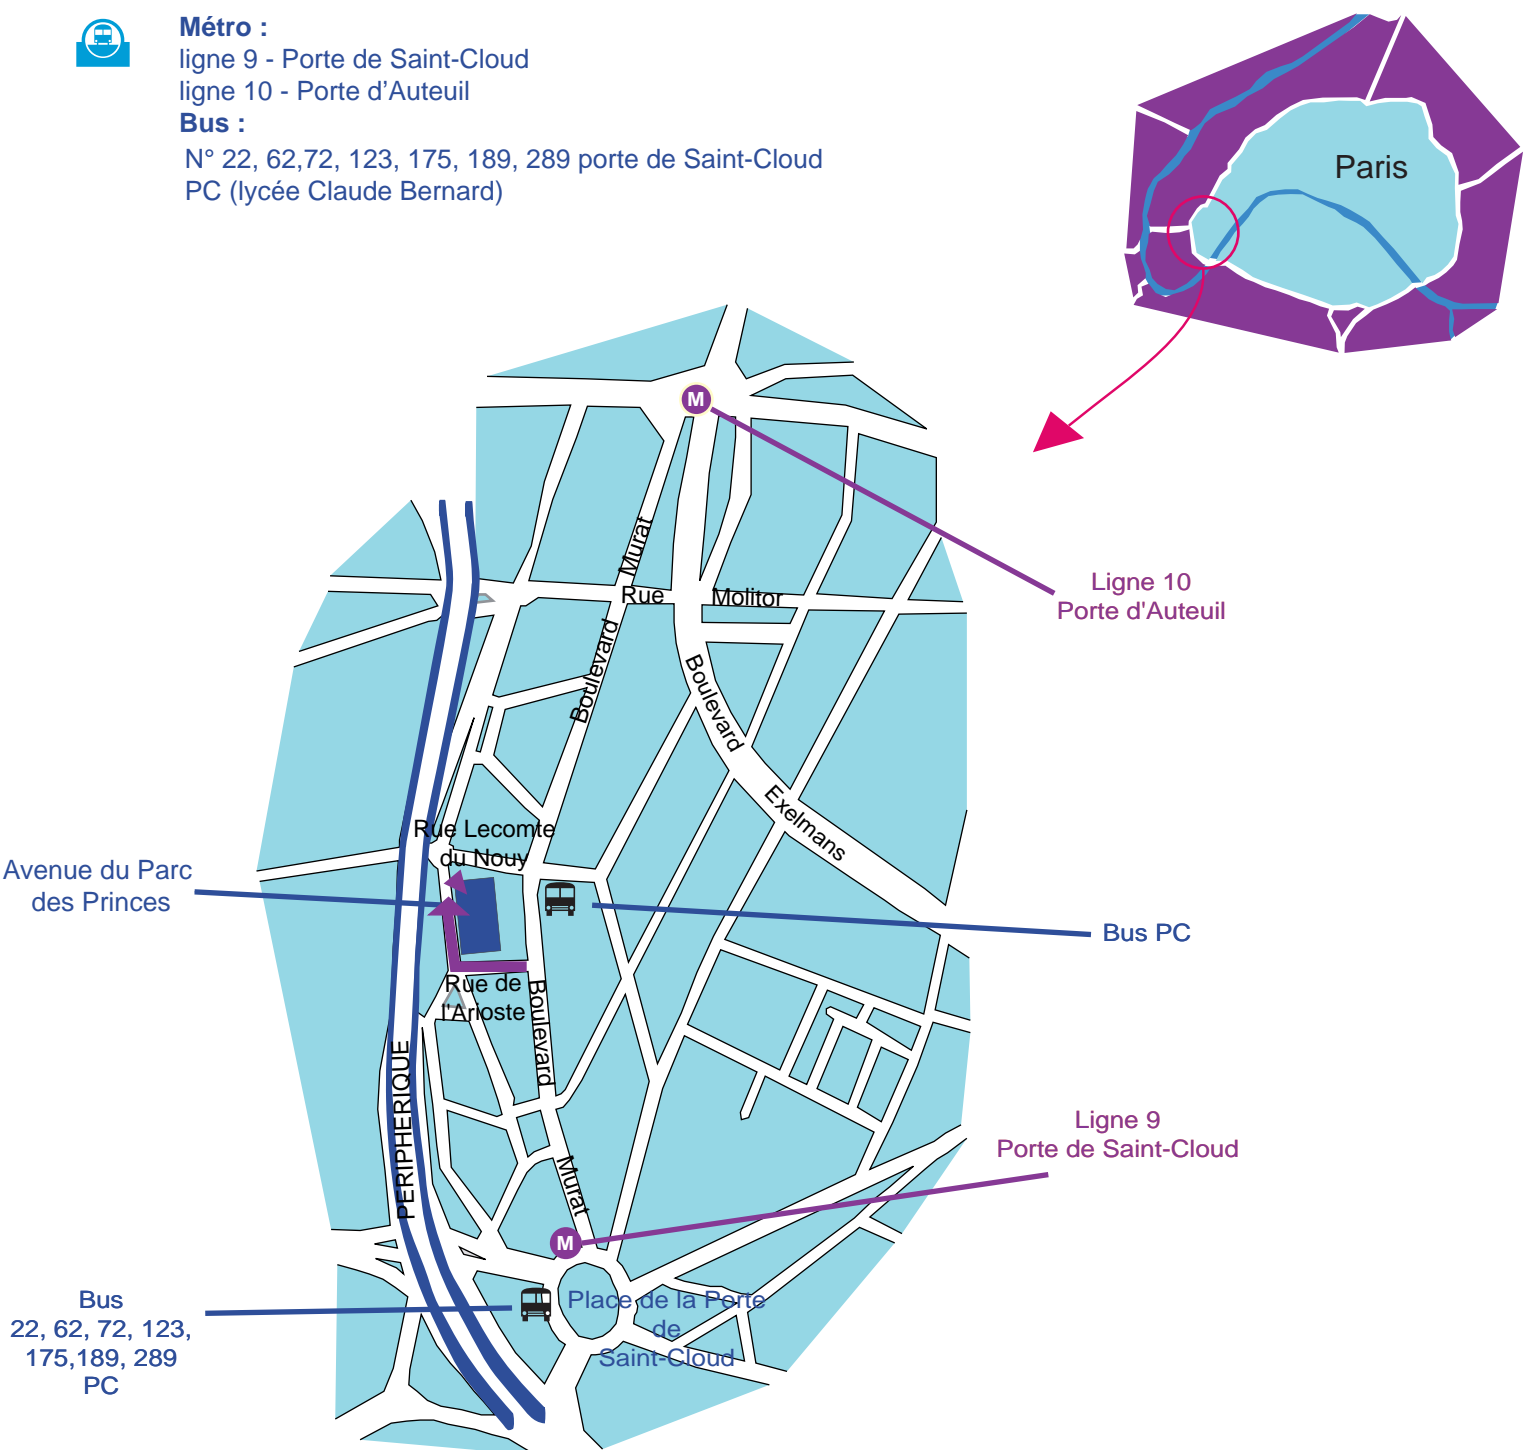 Métro :
ligne 9 - Porte de Saint-Cloud
ligne 10 - Porte d'Auteuil
Bus :
N° 22, 62,72, 123, 175, 189, 289 porte de Saint-Cloud
PC (lycée Claude Bernard)
Paris
M
Murat
Rue Molitor
Ligne 10
Porte d'Auteuil
Boulevard
Boulevard
Exelmans
Rue Lecomte
du Nouy
Avenue du Parc
des Princes
Bus PC
Rue de
l'Arioste
Boulevard
PERIPHERIQUE
Ligne 9
Porte de Saint-Cloud
Murat
M
Place de la Porte
de
Saint-Cloud
Bus
22, 62, 72, 123,
175,189, 289
PC